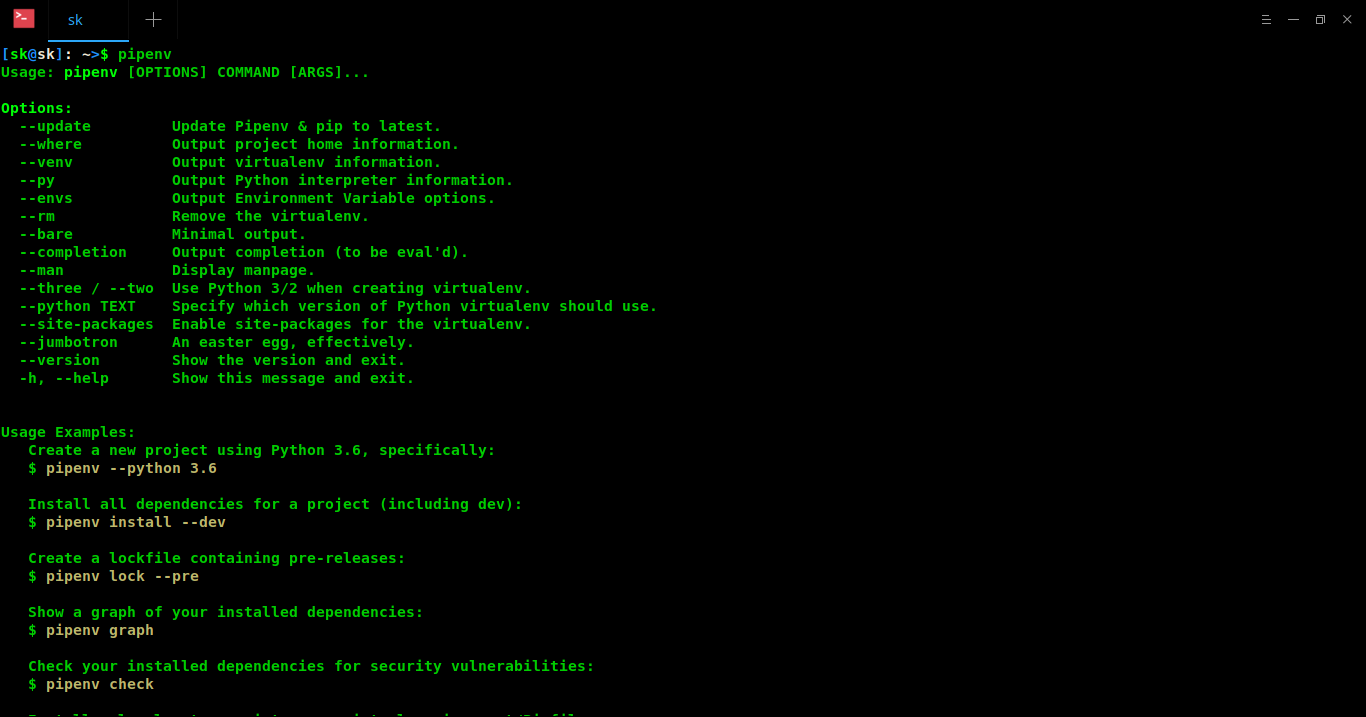 sk
[sk@sk]: ~>$ pipenv
Usage: pipenv [OPTIONS] COMMAND [ARGS]...
Options:
--update Update Pipenv & pip to latest.
--where Output project home information.
--venv Output virtualenv information.
--py Output Python interpreter information.
--envs Output Environment Variable options.
--rm Remove the virtualenv.
--bare Minimal output.
--completion Output completion (to be eval'd).
--man Display manpage.
--three / --two Use Python 3/2 when creating virtualenv.
--python TEXT Specify which version of Python virtualenv should use.
--site-packages Enable site-packages for the virtualenv.
--jumbotron An easter egg, effectively.
--version Show the version and exit.
-h, --help Show this message and exit.
Usage Examples:
Create a new project using Python 3.6, specifically:
$ pipenv --python 3.6
Install all dependencies for a project (including dev):
$ pipenv install --dev
Create a lockfile containing pre-releases:
$ pipenv lock --pre
Show a graph of your installed dependencies:
$ pipenv graph
Check your installed dependencies for security vulnerabilities:
$ pipenv check